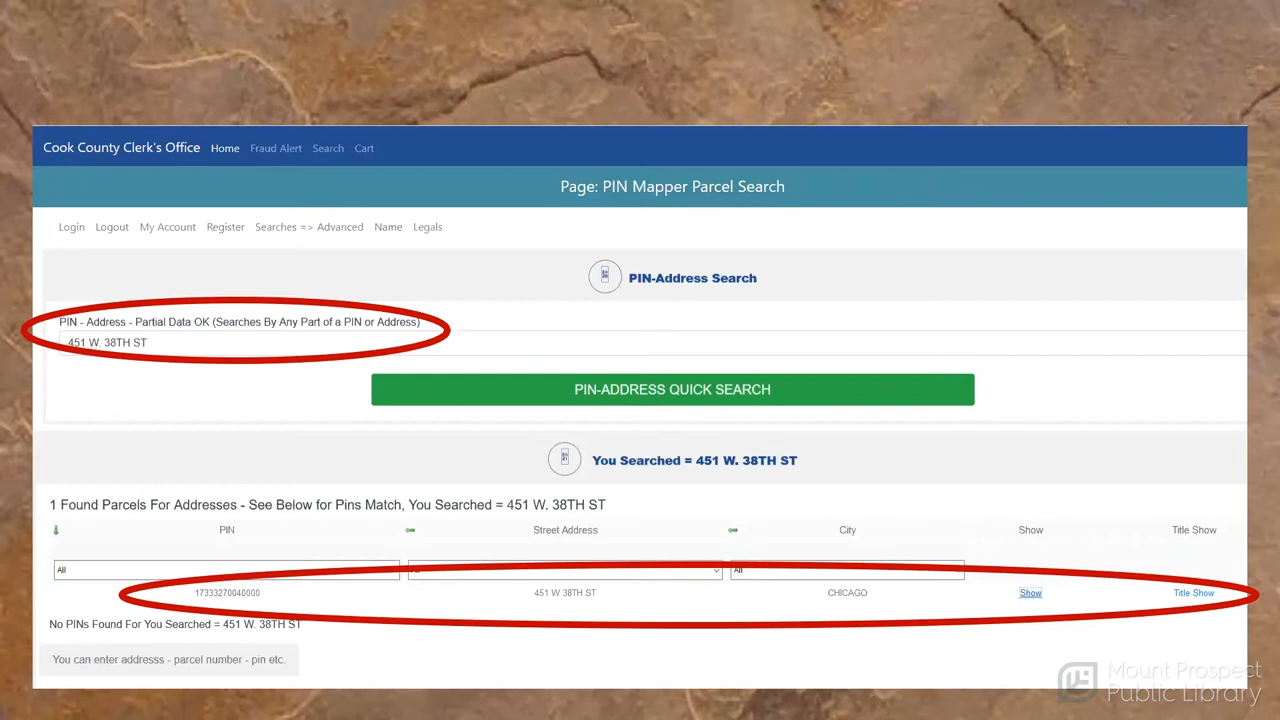 Cook County Clerk's Office Home Fraud Alert Search Cart
Page: PIN Mapper Parcel Search
Login Logout My Account Register Searches => Advanced Name Legals
PIN-Address Search
PIN - Address - Partial Data OK (Searches By Any Part of a PIN or Address)
451 W. 38TH ST
PIN-ADDRESS QUICK SEARCH
You Searched = 451 W. 38TH ST
1 Found Parcels For Addresses - See Below for Pins Match, You Searched = 451 W. 38TH ST
PIN Street Address City Show Title Show
All All
17333270040000 451 W 38TH ST CHICAGO Show Title Show
No PINs Found For You Searched = 451 W. 38TH ST
You can enter addresss - parcel number - pin etc.
Mount Prospect
Public Library